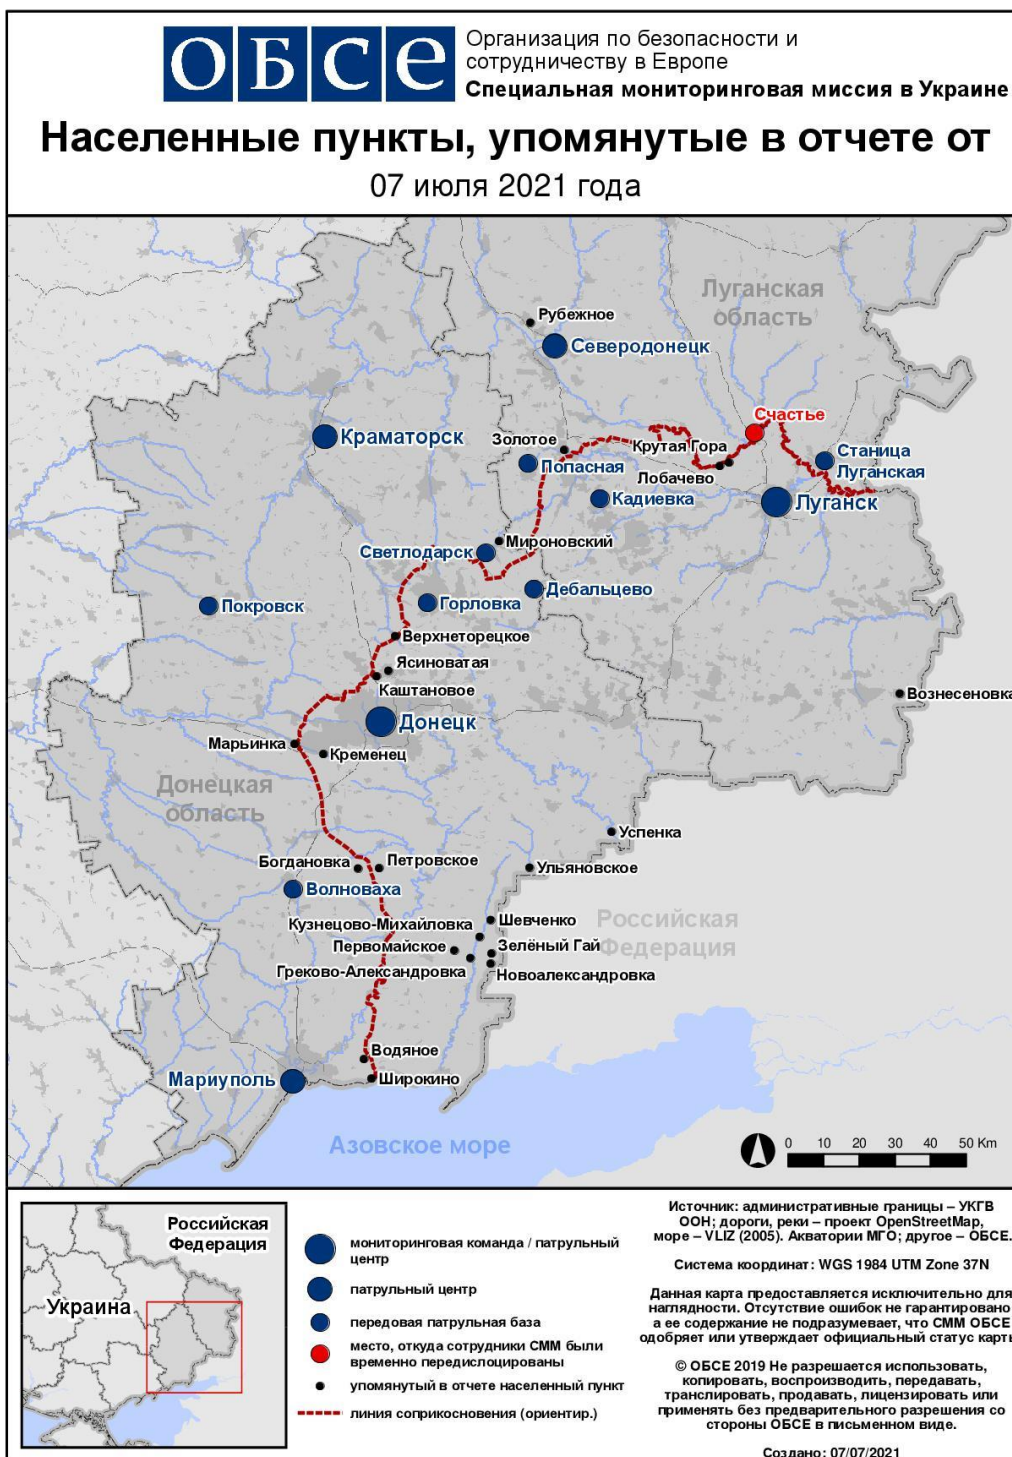 ОБСЕ
Организация по безопасности и
сотрудничеству в Европе
Специальная мониторинговая миссия в Украине
Населенные пункты, упомянутые в отчете от
07 июля 2021 года
Луганская
область
Рубежное
Северодонецк
Счастье
Краматорск
Золотое
Крутая Гора
Станица
Луганская
Попасная
Лобачево
Кадиевка
Луганск
Мироновский
Светлодарск
Дебальцево
Покровск
Горловка
Верхнеторецкое
Ясиноватая
Каштановое
Вознесеновка
Донецк
Марьинка
Кременец
Донецкая
область
Успенка
Богдановка
Петровское
Ульяновское
Волноваха
Шевченко
Кузнецово-Михайловка
Российская
Федерация
Первомайское
Зелёный Гай
Греково-Александровка
Новоалександровка
Водяное
Мариуполь
Широкино
Азовское море
0 10 20 30 40 50 Km
Российская
Федерация
Украина
мониторинговая команда / патрульный
центр
патрульный центр
передовая патрульная база
место, откуда сотрудники СММ были
временно передислоцированы
упомянутый в отчете населенный пункт
линия соприкосновения (ориентир.)
Источник: административные границы – УКГВ
ООН; дороги, реки – проект OpenStreetMap,
море – VLIZ (2005). Акватории МГО; другое – ОБСЕ.
Система координат: WGS 1984 UTM Zone 37N
Данная карта предоставляется исключительно для
наглядности. Отсутствие ошибок не гарантировано
а ее содержание не подразумевает, что СММ ОБСЕ
одобряет или утверждает официальный статус карты
© ОБСЕ 2019 Не разрешается использовать,
копировать, воспроизводить, передавать,
транслировать, продавать, лицензировать или
применять без предварительного разрешения со
стороны ОБСЕ в письменном виде.
Создано: 07/07/2021